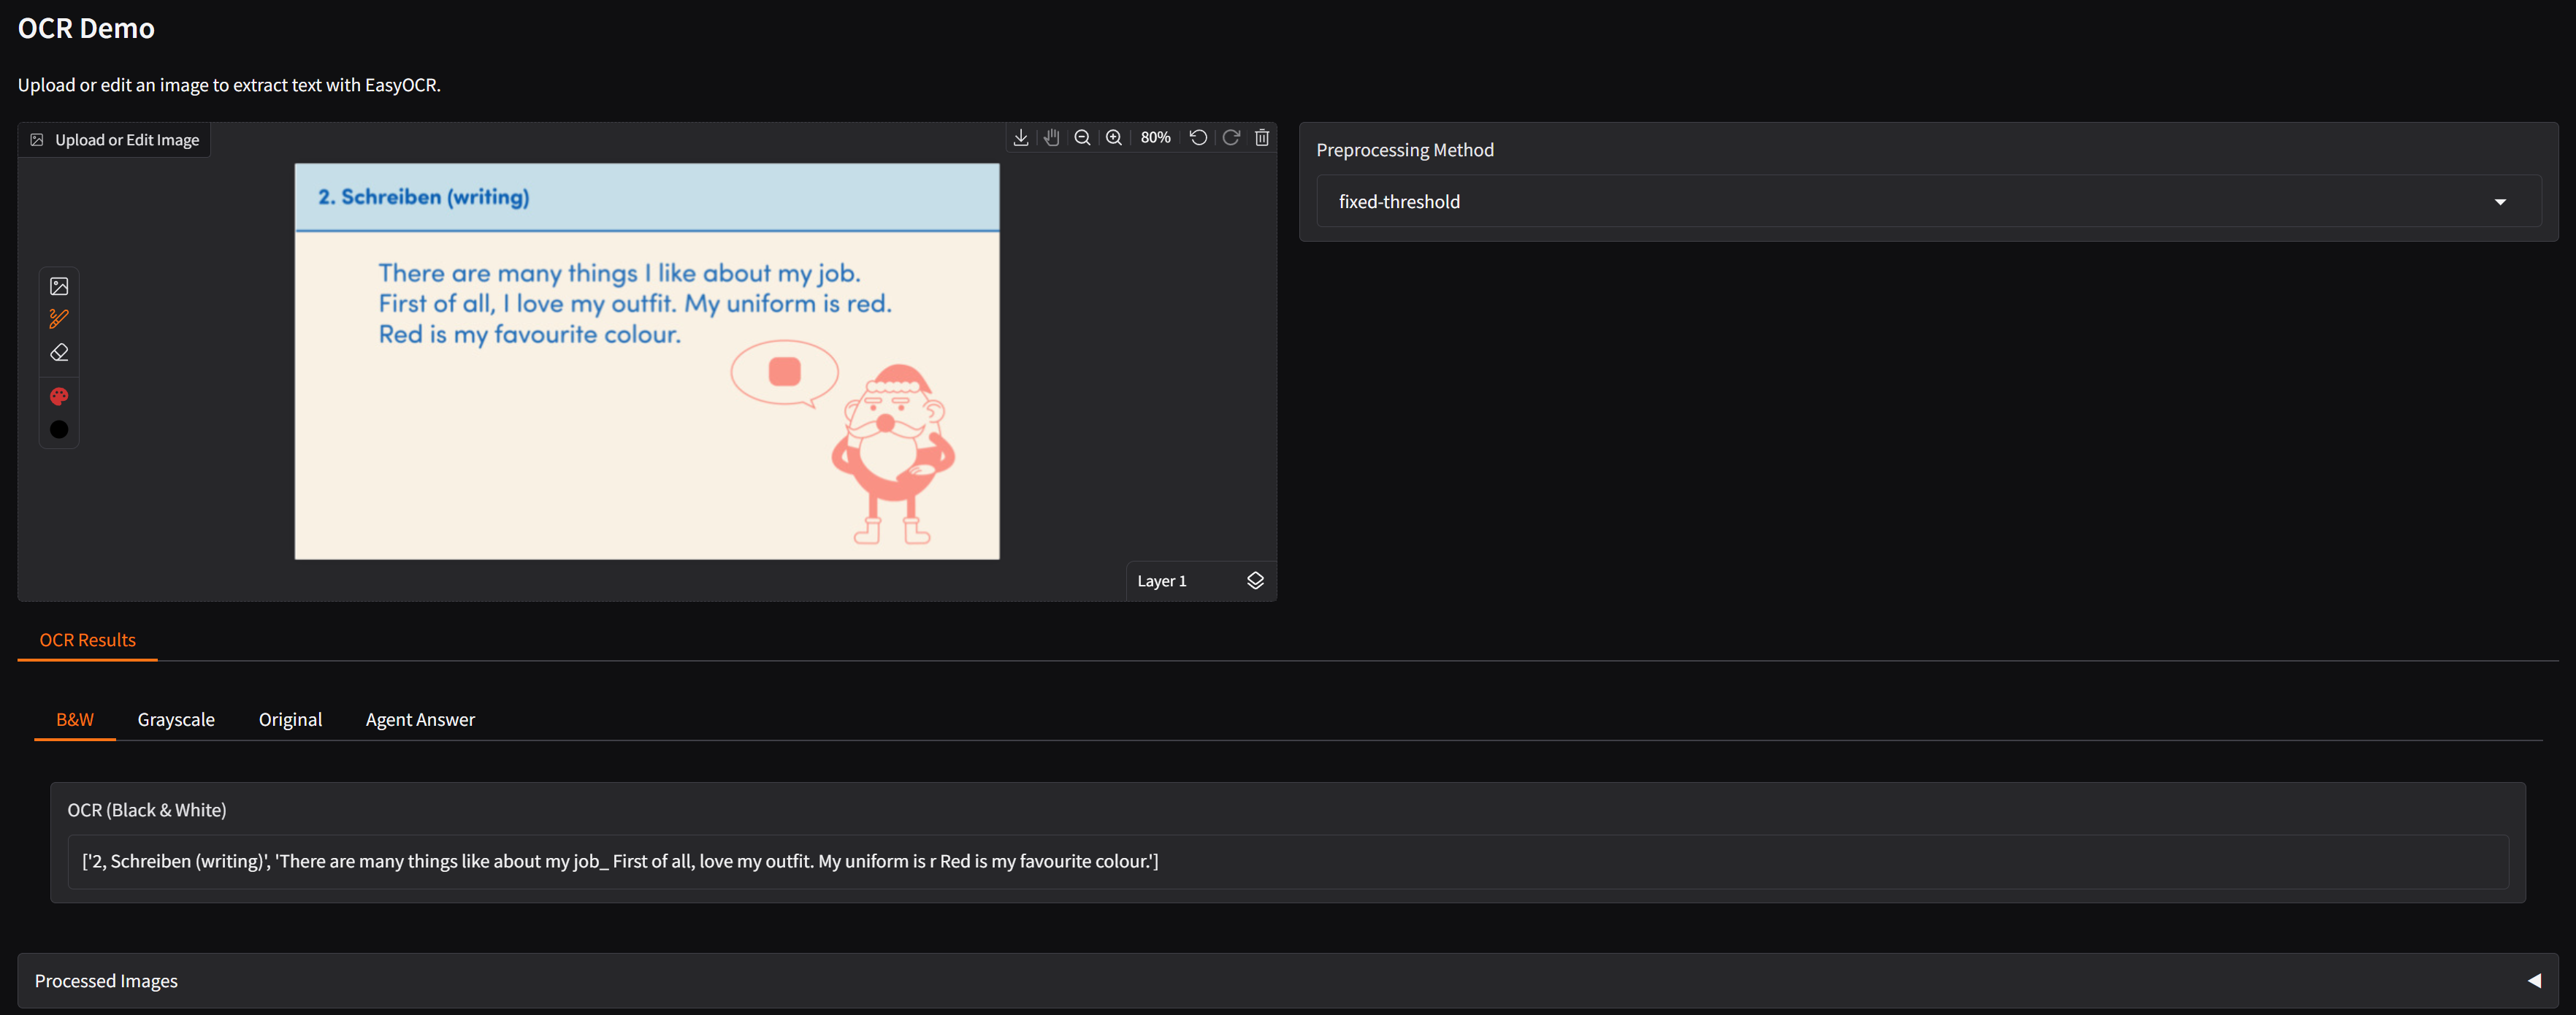 OCR Demo
Upload or edit an image to extract text with EasyOCR.
Upload or Edit Image
80%
2. Schreiben (writing)
There are many things I like about my job.
First of all, I love my outfit. My uniform is red.
Red is my favourite colour.
Layer 1
Preprocessing Method
fixed-threshold
OCR Results
B&W Grayscale Original Agent Answer
OCR (Black & White)
['2, Schreiben (writing)', 'There are many things like about my job_ First of all, love my outfit. My uniform is r Red is my favourite colour.']
Processed Images